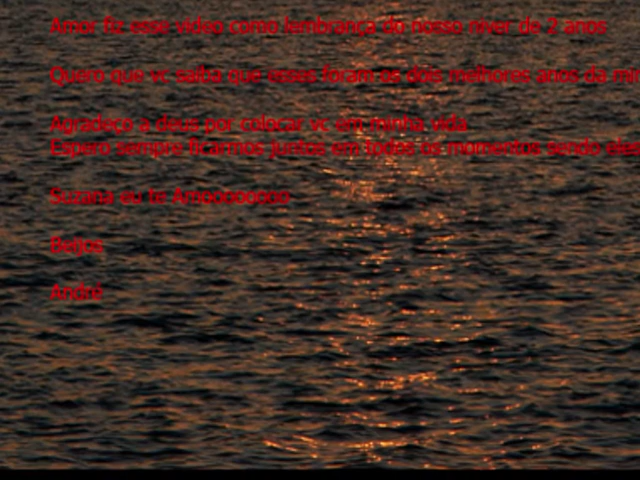 Amor fiz esse video como lembrança do nosso niver de 2 anos
Quero que vc saiba que esses foram os dois melhores anos da
Agradeço a deus por colocar vc em minha vida
Espero sempre ficarmos juntos em todos os momentos sendo eles
Suzana eu te Amooooooooo
Beijos
André